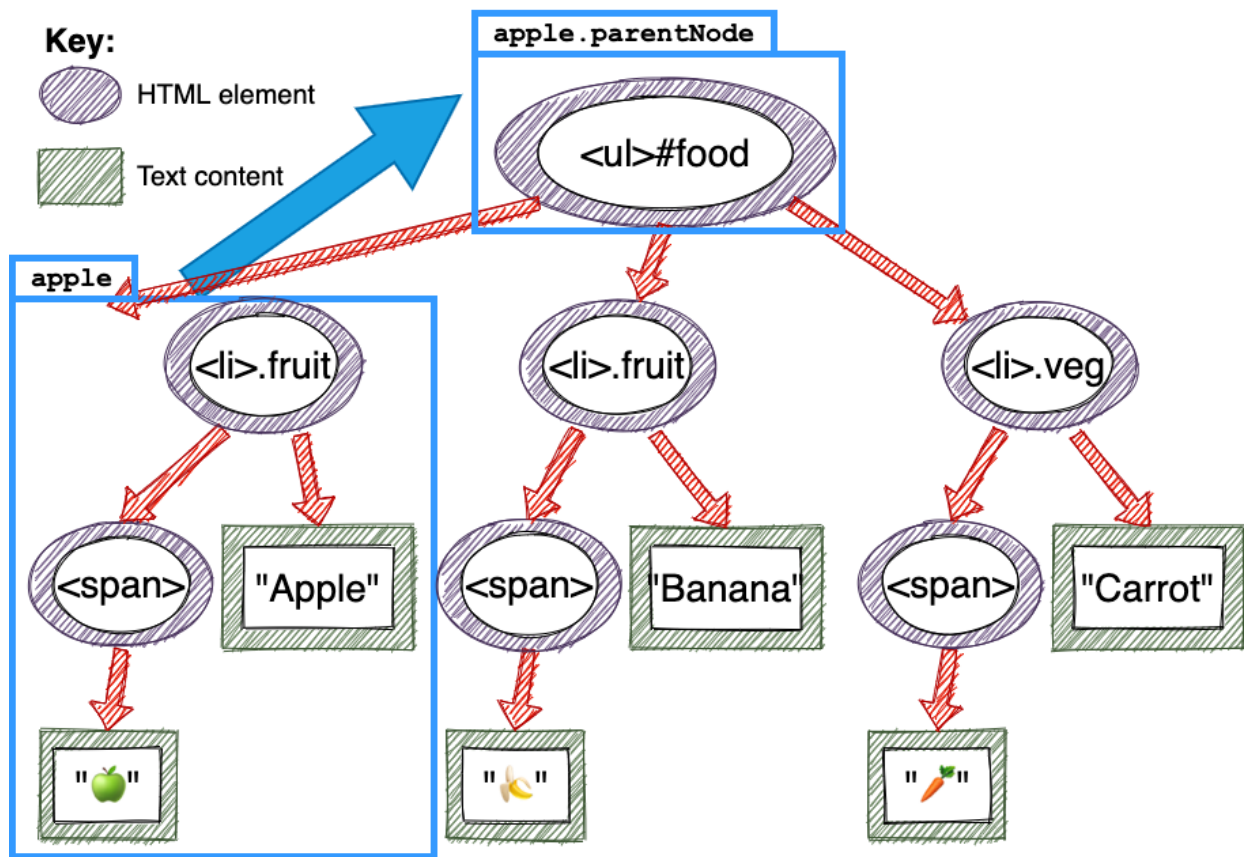 Key:
HTML element
Text content
apple.parentNode
<ul>#food
apple
<li>.fruit
<li>.fruit
<li>.veg
<span>
"Apple"
<span>
"Banana"
<span>
"Carrot"
"🍏"
"🍌"
"🥕"